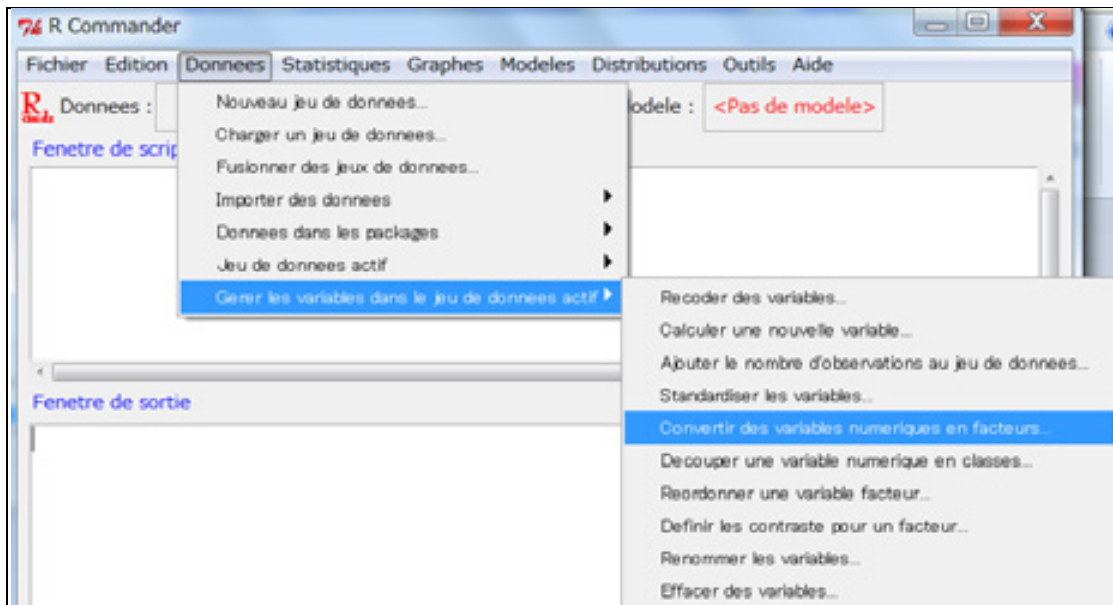 R Commander
Fichier Edition Donnees Statistiques Graphes Modeles Distributions Outils Aide
Donnees : odele : <Pas de modele>
Nouveau jeu de donnees...
Charger un jeu de donnees...
Fenetre de scrip
Fusionner des jeux de donnees...
Importer des donnees
Donnees dans les packages
Jeu de donnees actif
Gerer les variables dans le jeu de donnees actif
Recoder des variables...
Calculer une nouvelle variable...
Ajouter le nombre d'observations au jeu de donnees...
Fenetre de sortie
Standardiser les variables...
Convertir des variables numeriques en facteurs...
Decouper une variable numerique en classes...
Reordonner une variable facteur...
Definir les contraste pour un facteur...
Renommer les variables...
Effacer des variables...